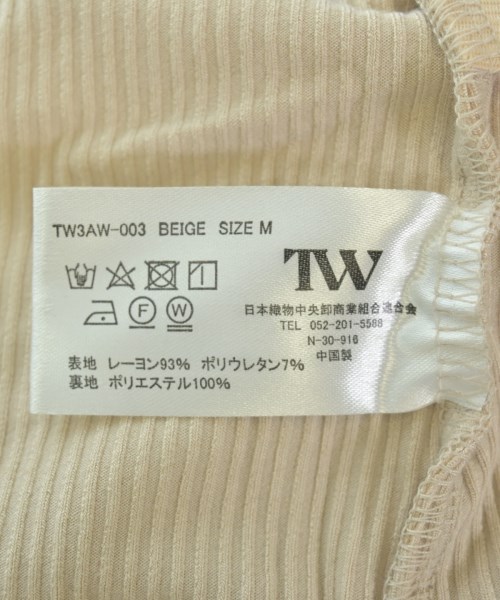 TW3AW-003 BEIGE SIZE M
TW
日本織物中央卸商業組合連合会
TEL 052-201-5588
N-30-916
中国製
F W
表地 レーヨン93% ポリウレタン7%
裏地 ポリエステル100%